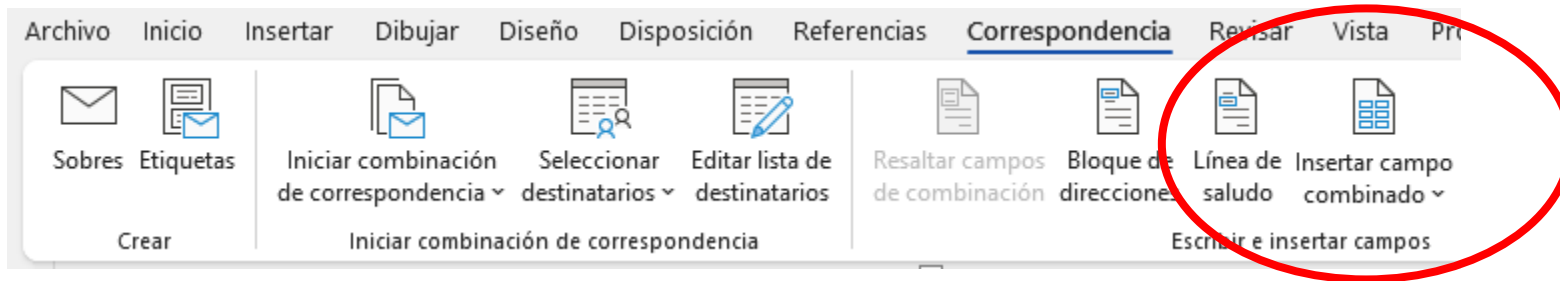 Archivo Inicio Insertar Dibujar Diseño Disposición Referencias Correspondencia Revisar Vista
Sobres Etiquetas Iniciar combinación Seleccionar Editar lista de Resaltar campos Bloque de Línea de Insertar campo
de correspondencia destinatarios destinatarios de combinación direcciones saludo combinado
Crear Iniciar combinación de correspondencia Escribir e insertar campos